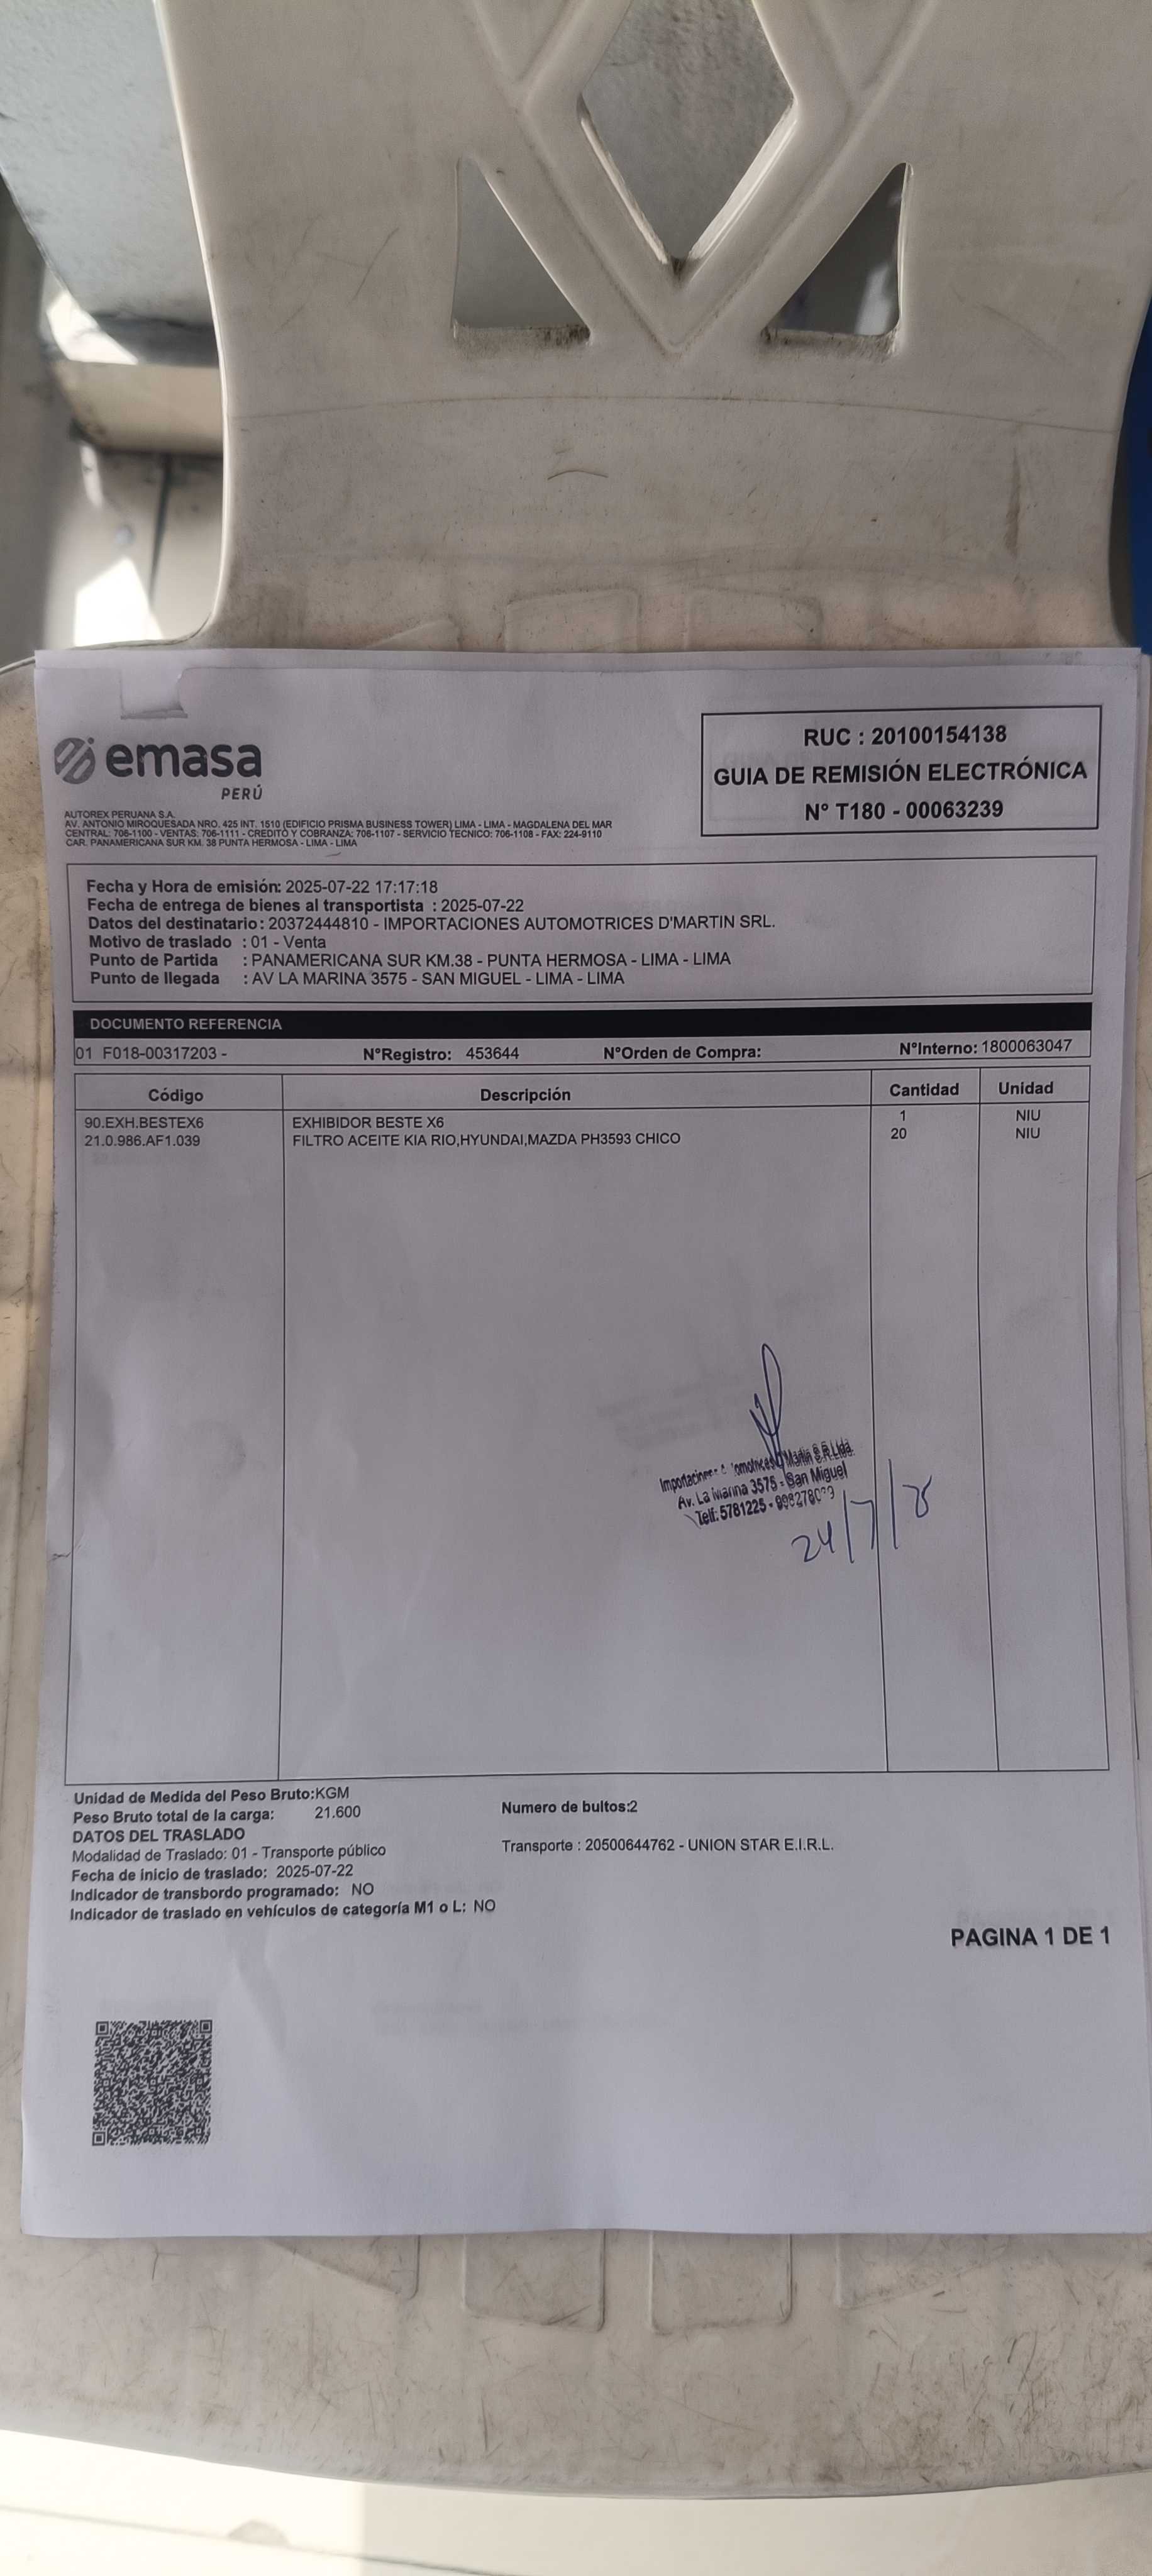 emasa
PERÚ
RUC : 20100154138
GUIA DE REMISIÓN ELECTRÓNICA
N° T180 - 00063239
AUTOREX PERUANA S.A.
AV. ANTONIO MIROQUESADA NRO. 425 INT. 1510 (EDIFICIO PRISMA BUSINESS TOWER) LIMA - LIMA - MAGDALENA DEL MAR
CENTRAL: 706-1100 - VENTAS: 706-1111 - CREDITO Y COBRANZA: 706-1107 - SERVICIO TECNICO: 706-1108 - FAX: 224-9110
CAR. PANAMERICANA SUR KM. 38 PUNTA HERMOSA - LIMA - LIMA
Fecha y Hora de emisión: 2025-07-22 17:17:18
Fecha de entrega de bienes al transportista : 2025-07-22
Datos del destinatario : 20372444810 - IMPORTACIONES AUTOMOTRICES D'MARTIN SRL.
Motivo de traslado : 01 - Venta
Punto de Partida : PANAMERICANA SUR KM.38 - PUNTA HERMOSA - LIMA - LIMA
Punto de llegada : AV LA MARINA 3575 - SAN MIGUEL - LIMA - LIMA
DOCUMENTO REFERENCIA
01 F018-00317203 - N°Registro: 453644 N°Orden de Compra: N°Interno: 1800063047
Código Descripción Cantidad Unidad
90.EXH.BESTEX6 EXHIBIDOR BESTE X6 1 NIU
21.0.986.AF1.039 FILTRO ACEITE KIA RIO,HYUNDAI,MAZDA PH3593 CHICO 20 NIU
Martin S.R.Ltda.
Av. La Marina 3575 - San Miguel
Telf: 5781225 -
24/7/25
Unidad de Medida del Peso Bruto:KGM
Peso Bruto total de la carga: 21.600 Numero de bultos:2
DATOS DEL TRASLADO
Modalidad de Traslado: 01 - Transporte público Transporte : 20500644762 - UNION STAR E.I.R.L.
Fecha de inicio de traslado: 2025-07-22
Indicador de transbordo programado: NO
Indicador de traslado en vehículos de categoría M1 o L: NO
PAGINA 1 DE 1